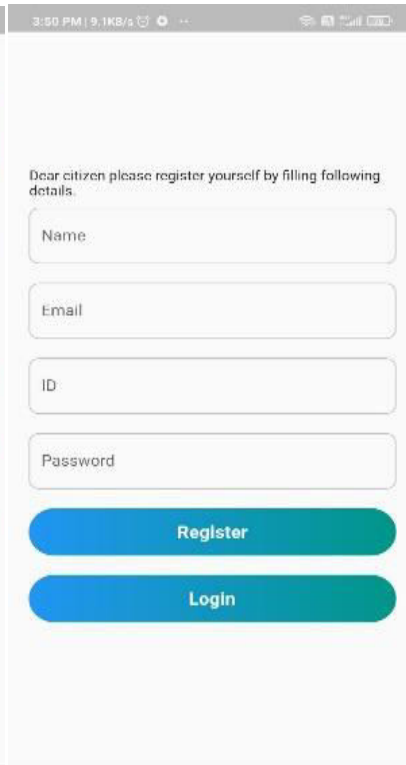 3:50 PM | 9.1KB/s
Dear citizen please register yourself by filling following
details.
Name
Email
ID
Password
Register
Login